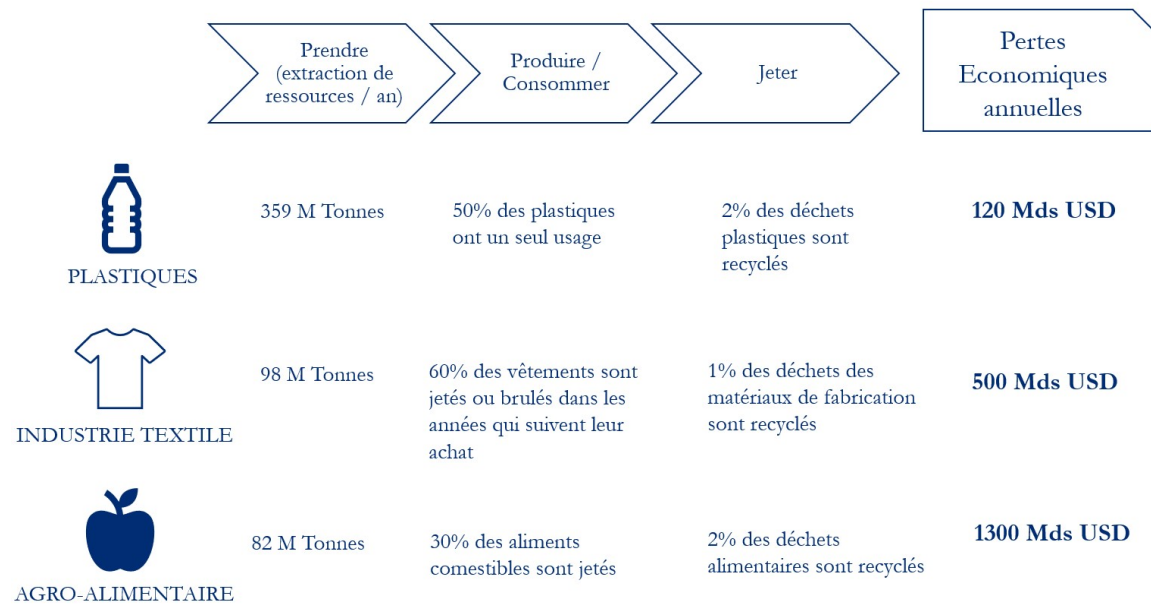 Prendre
(extraction de
ressources / an)
Produire /
Consommer
Jeter
Pertes
Economiques
annuelles
PLASTIQUES
359 M Tonnes
50% des plastiques
ont un seul usage
2% des déchets
plastiques sont
recyclés
120 Mds USD
INDUSTRIE TEXTILE
98 M Tonnes
60% des vêtements sont
jetés ou brulés dans les
années qui suivent leur
achat
1% des déchets des
matériaux de fabrication
sont recyclés
500 Mds USD
AGRO-ALIMENTAIRE
82 M Tonnes
30% des aliments
comestibles sont jetés
2% des déchets
alimentaires sont recyclés
1300 Mds USD